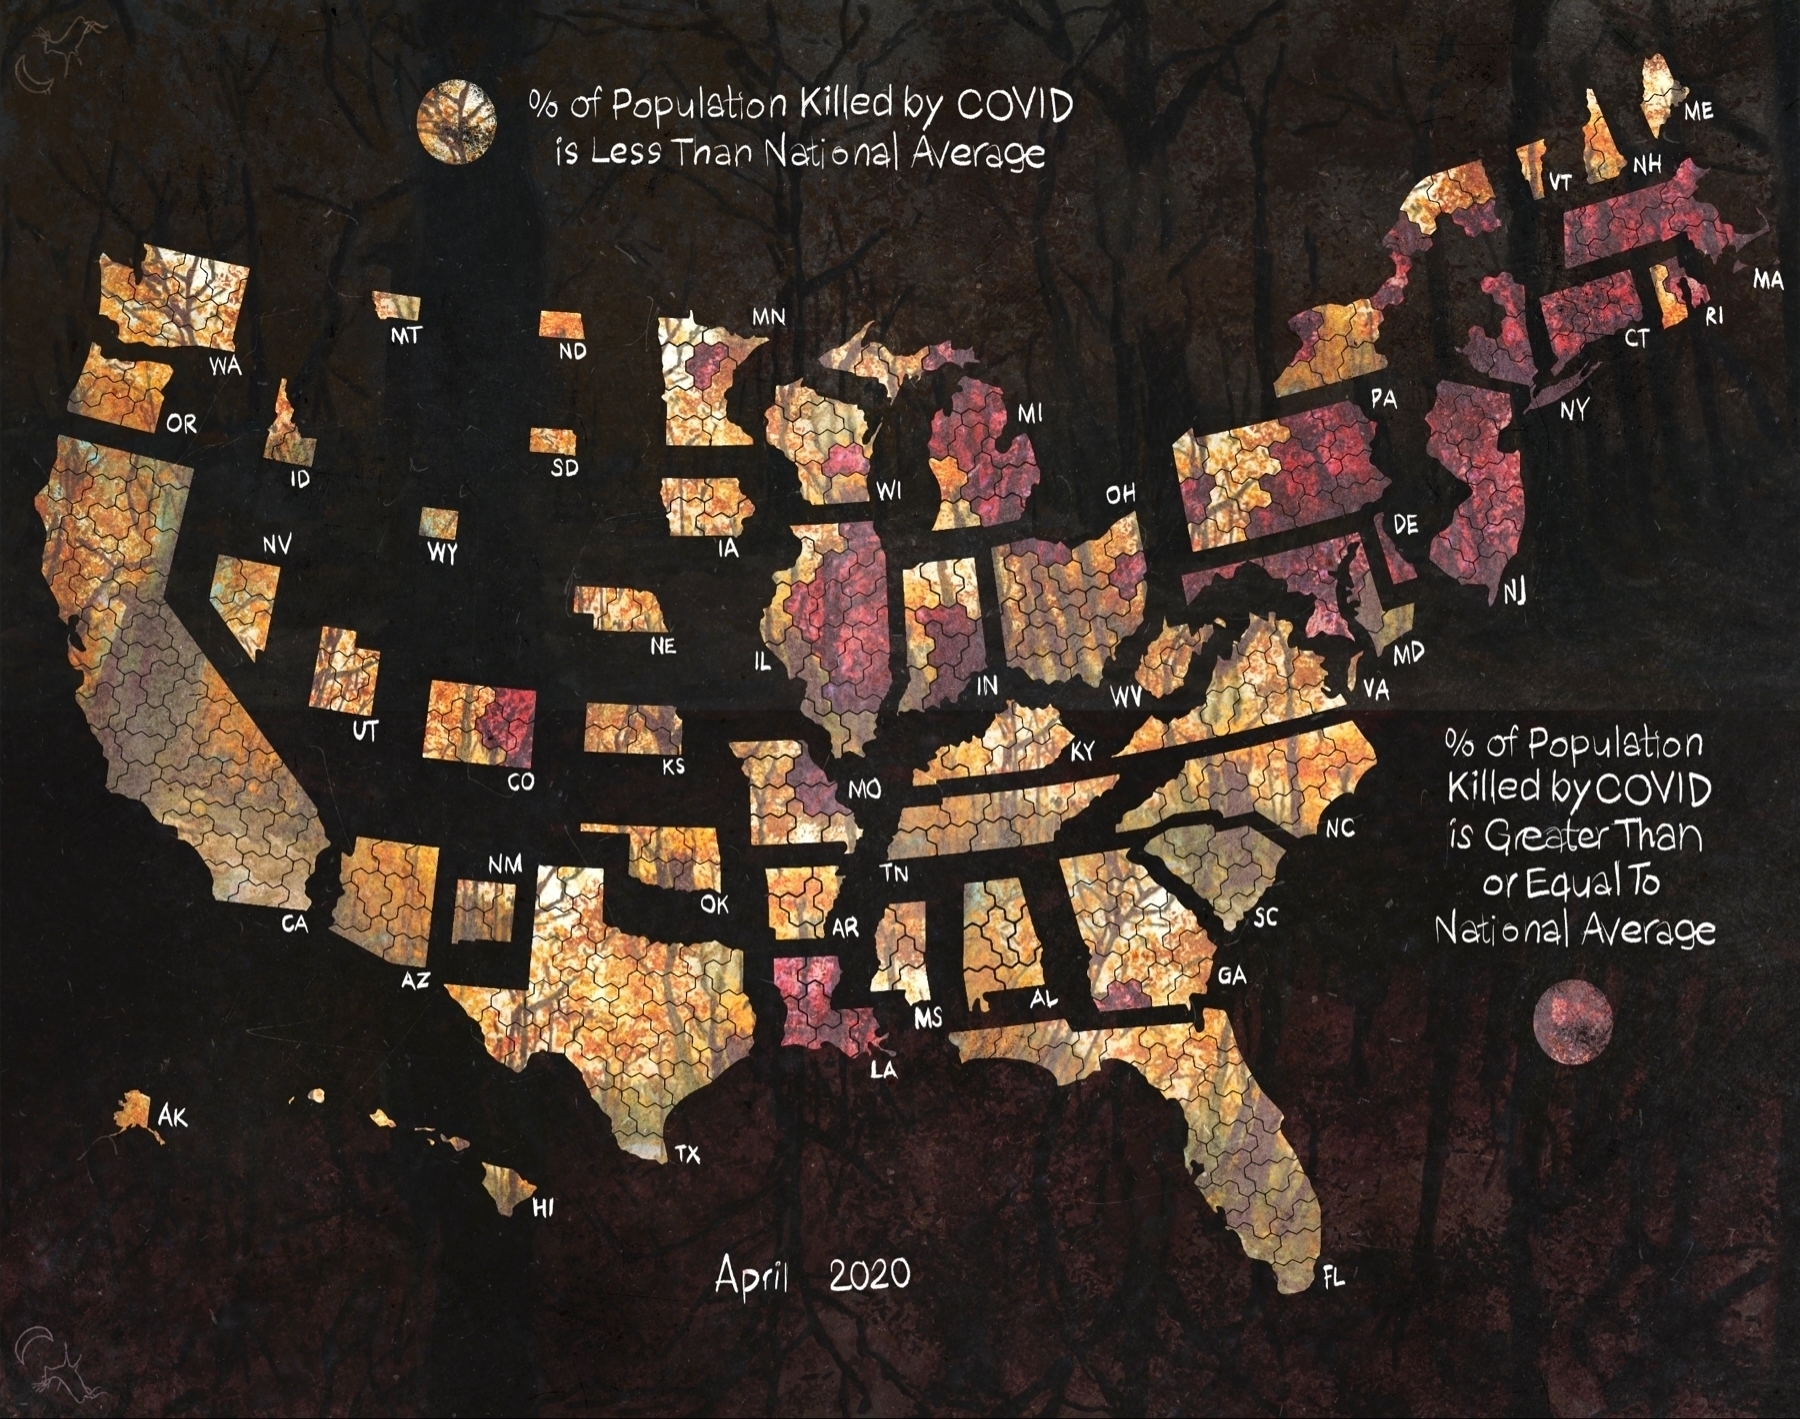 % of Population Killed by COVID
is Less Than National Average
ME
NH
VT
MA
RI
CT
NY
PA
NJ
DE
MD
WA
MT
ND
MN
OR
ID
SD
MI
WI
OH
NV
WY
IA
NE
IL
IN
WV
VA
UT
CO
KS
MO
KY
NC
TN
% of Population
Killed by COVID
is Greater Than
or Equal To
National Average
NM
OK
AR
SC
CA
AZ
MS
AL
GA
LA
AK
TX
HI
FL
April 2020